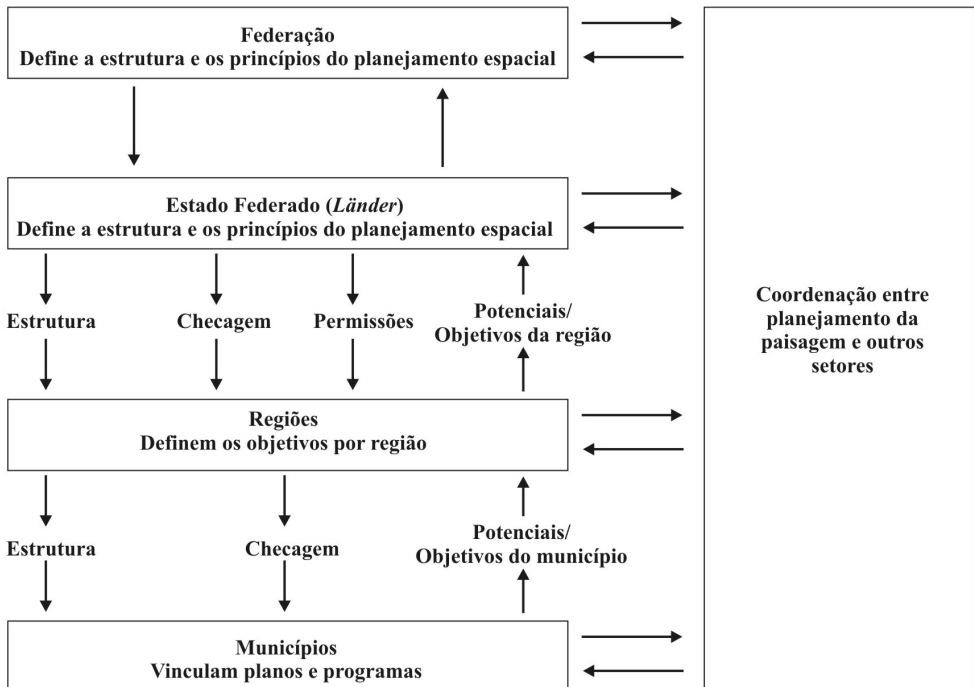 Federação
Define a estrutura e os princípios do planejamento espacial
Estado Federado (Länder)
Define a estrutura e os princípios do planejamento espacial
Estrutura
Checagem
Permissões
Potenciais/
Objetivos da região
Regiões
Definem os objetivos por região
Estrutura
Checagem
Potenciais/
Objetivos do município
Municípios
Vinculam planos e programas
Coordenação entre
planejamento da
paisagem e outros
setores